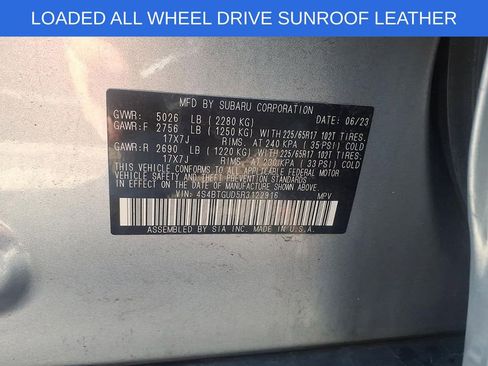 LOADED ALL WHEEL DRIVE SUNROOF LEATHER
MFD BY SUBARU CORPORATION
GVWR: 5026 LB ( 2280 KG) DATE: 06/23
GAWR:F 2756 LB ( 1250 KG) WITH 225/65R17 102T TIRES.
17X7J RIMS. AT 240 KPA ( 35 PSI) COLD
GAWR:R 2690 LB ( 1220 KG) WITH 225/65R17 102T TIRES.
17X7J RIMS. AT 230 KPA ( 33 PSI) COLD
THIS VEHICLE CONFORMS TO ALL APPLICABLE FEDERAL MOTOR
VEHICLE SAFETY, BUMPER, AND THEFT PREVENTION STANDARDS
IN EFFECT ON THE DATE OF MANUFACTURE SHOWN ABOVE.
VIN: 4S4BTGUD5R3122916 MPV
ASSEMBLED BY SIA INC. MADE IN U.S.A.